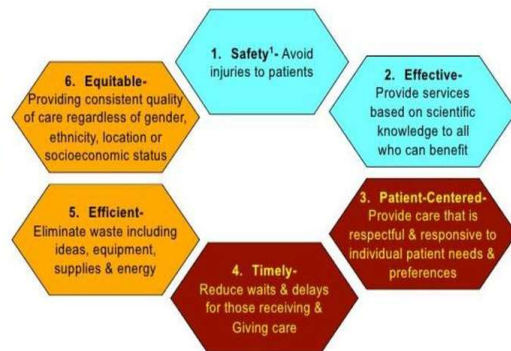 1. Safety¹- Avoid
injuries to patients
2. Effective-
Provide services
based on scientific
knowledge to all
who can benefit
3. Patient-Centered-
Provide care that is
respectful & responsive to
individual patient needs &
preferences
4. Timely-
Reduce waits & delays
for those receiving &
Giving care
5. Efficient-
Eliminate waste including
ideas, equipment,
supplies & energy
6. Equitable-
Providing consistent quality
of care regardless of gender,
ethnicity, location or
socioeconomic status